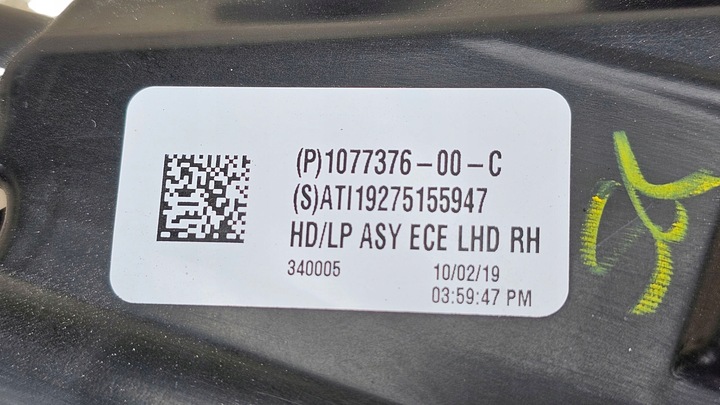 (P)1077376-00-C
(S)ATI19275155947
HD/LP ASY ECE LHD RH
340005 10/02/19
03:59:47 PM